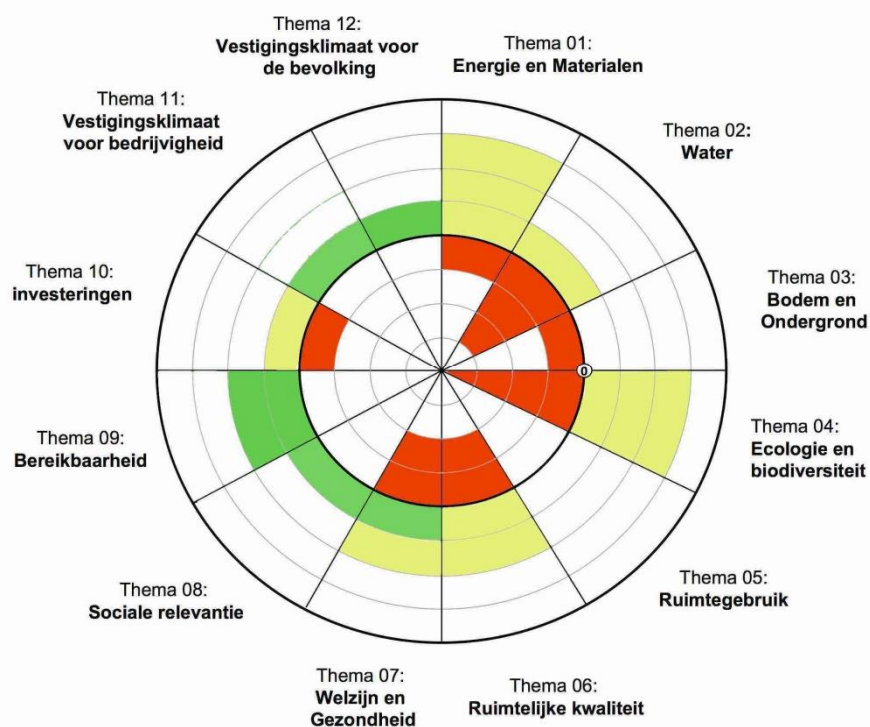 Thema 12:
Vestigingsklimaat voor
de bevolking
Thema 01:
Energie en Materialen
Thema 11:
Vestigingsklimaat
voor bedrijvigheid
Thema 02:
Water
Thema 10:
investeringen
Thema 03:
Bodem en
Ondergrond
0
Thema 09:
Bereikbaarheid
Thema 04:
Ecologie en
biodiversiteit
Thema 08:
Sociale relevantie
Thema 05:
Ruimtegebruik
Thema 07:
Welzijn en
Gezondheid
Thema 06:
Ruimtelijke kwaliteit